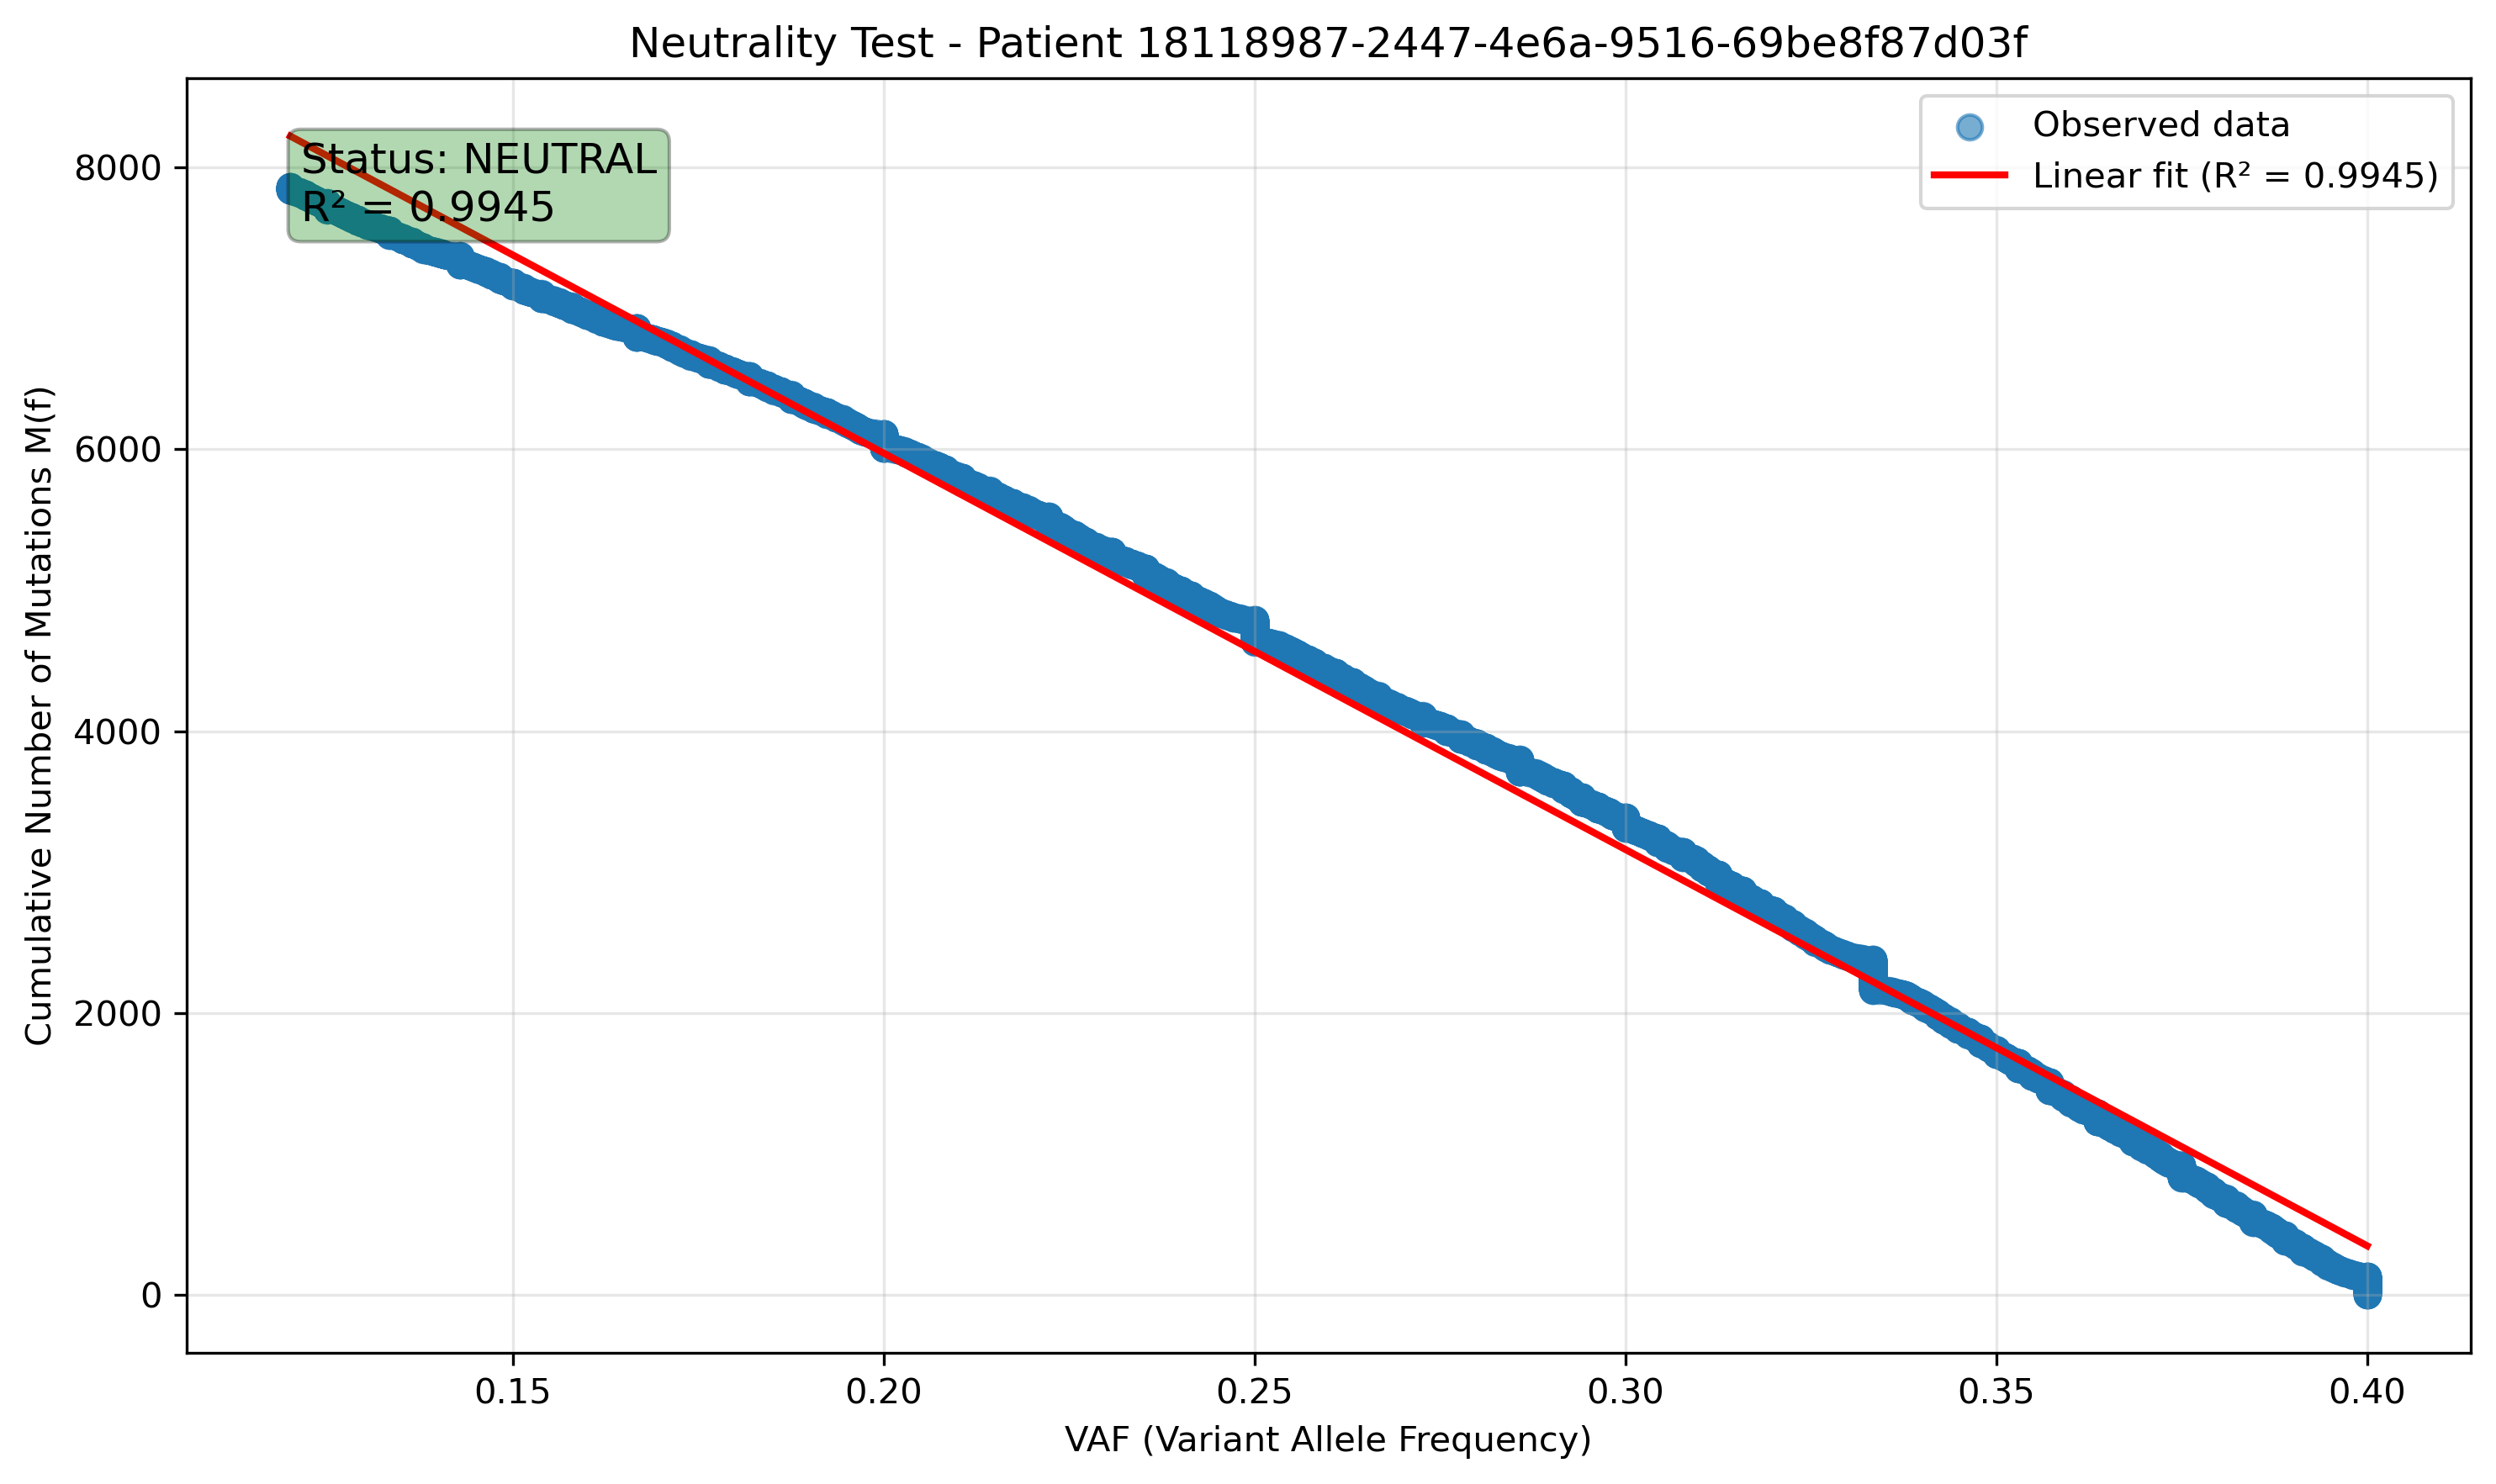 Neutrality Test - Patient 18118987-2447-4e6a-9516-69be8f87d03f
Status: NEUTRAL
R² = 0.9945
Observed data
Linear fit (R² = 0.9945)
Cumulative Number of Mutations M(f)
8000
6000
4000
2000
0
0.15
0.20
0.25
0.30
0.35
0.40
VAF (Variant Allele Frequency)